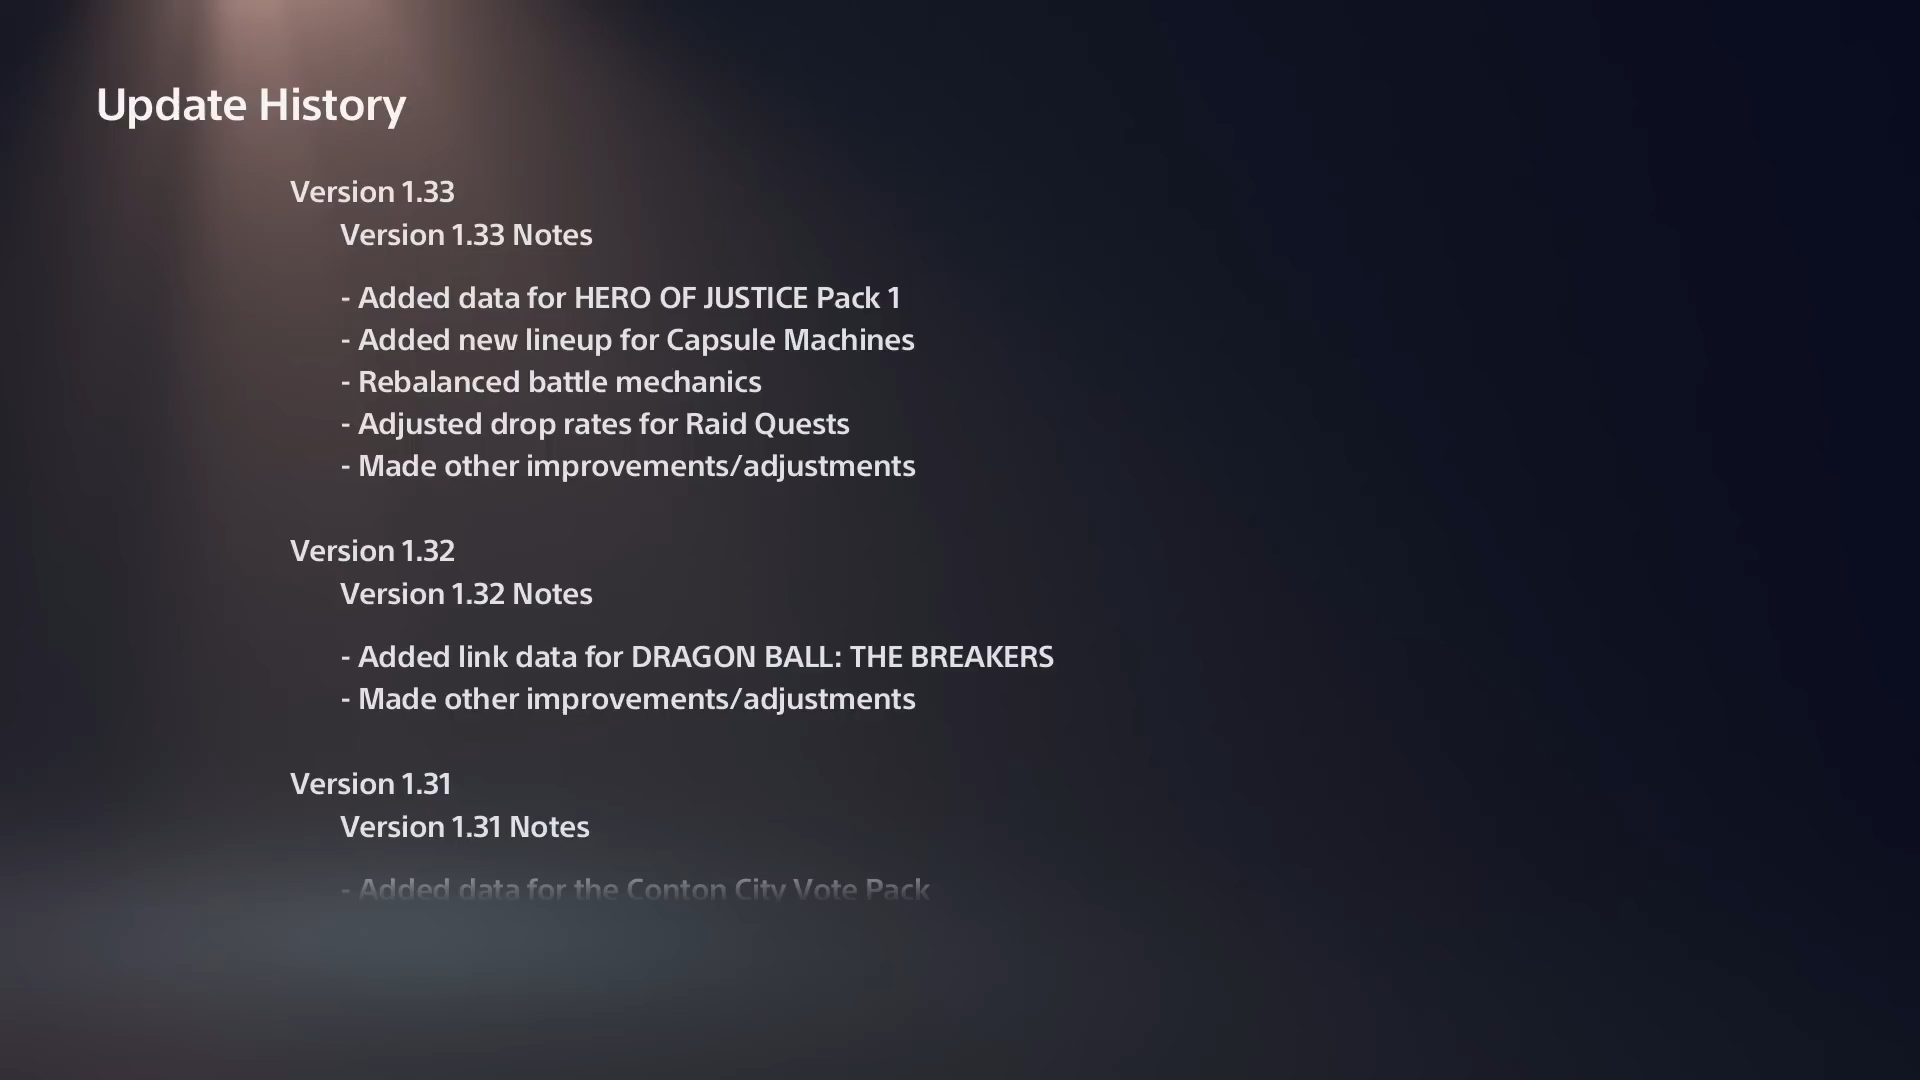 Update History
Version 1.33
Version 1.33 Notes
- Added data for HERO OF JUSTICE Pack 1
- Added new lineup for Capsule Machines
- Rebalanced battle mechanics
- Adjusted drop rates for Raid Quests
- Made other improvements/adjustments
Version 1.32
Version 1.32 Notes
- Added link data for DRAGON BALL: THE BREAKERS
- Made other improvements/adjustments
Version 1.31
Version 1.31 Notes
- Added data for the Conton City Vote Pack